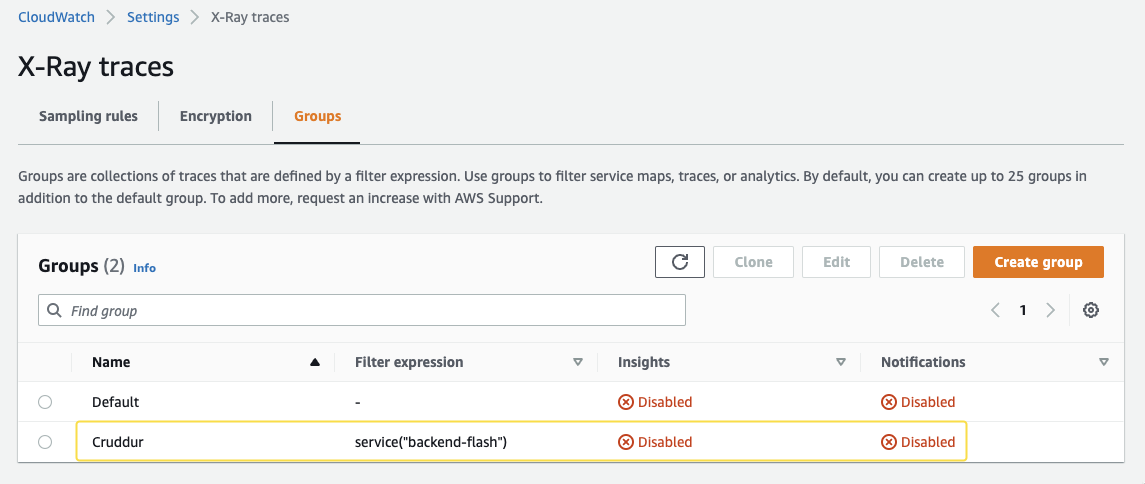 CloudWatch > Settings > X-Ray traces
X-Ray traces
Sampling rules Encryption Groups
Groups are collections of traces that are defined by a filter expression. Use groups to filter service maps, traces, or analytics. By default, you can create up to 25 groups in
addition to the default group. To add more, request an increase with AWS Support.
Groups (2) Info Clone Edit Delete Create group
Find group 1
Name Filter expression Insights Notifications
Default - Disabled Disabled
Cruddur service("backend-flash") Disabled Disabled